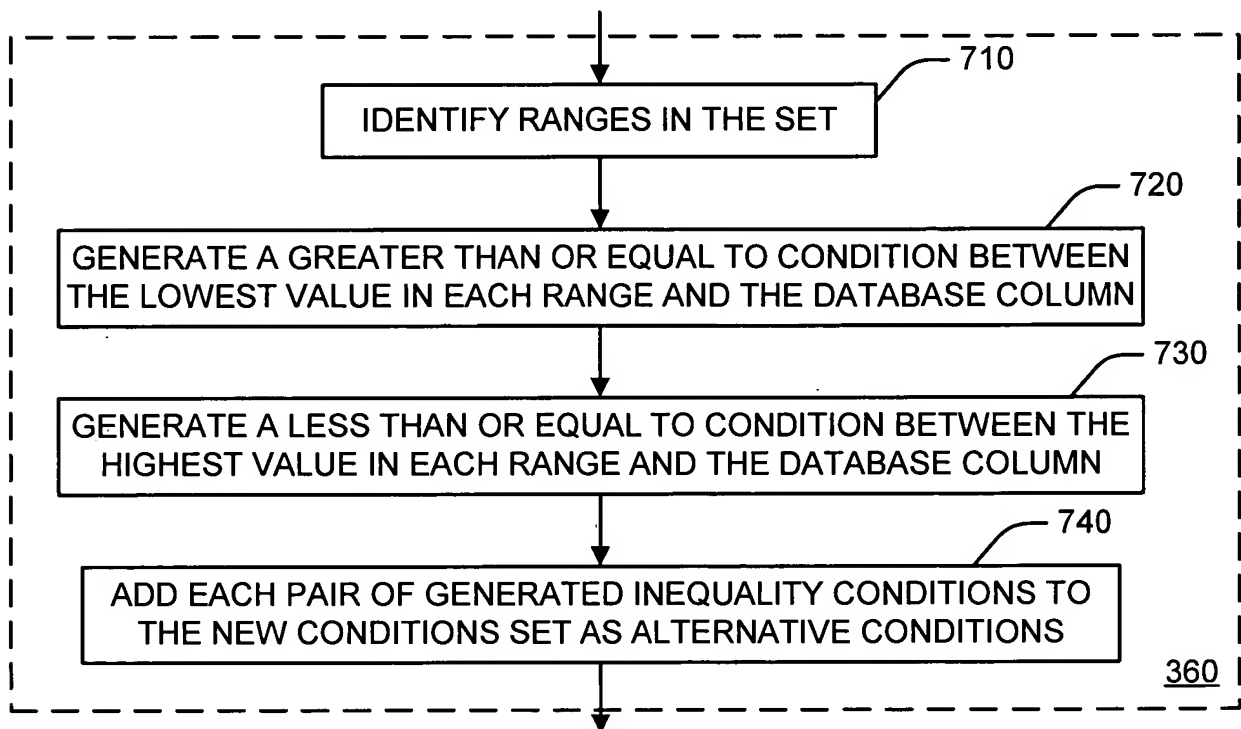 710
IDENTIFY RANGES IN THE SET
720
GENERATE A GREATER THAN OR EQUAL TO CONDITION BETWEEN
THE LOWEST VALUE IN EACH RANGE AND THE DATABASE COLUMN
730
GENERATE A LESS THAN OR EQUAL TO CONDITION BETWEEN THE
HIGHEST VALUE IN EACH RANGE AND THE DATABASE COLUMN
740
ADD EACH PAIR OF GENERATED INEQUALITY CONDITIONS TO
THE NEW CONDITIONS SET AS ALTERNATIVE CONDITIONS
360